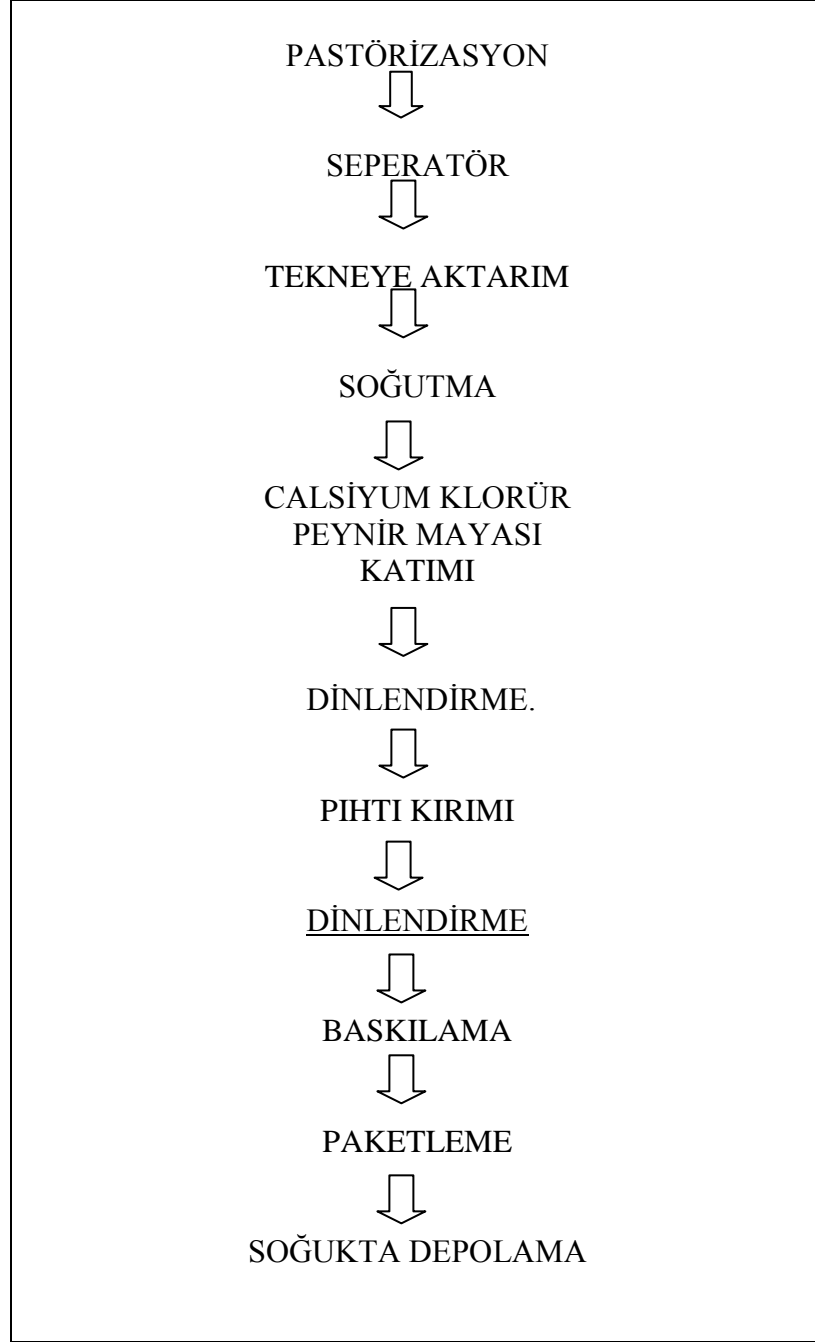 PASTÖRİZASYON
SEPERATÖR
TEKNEYE AKTARIM
SOĞUTMA
CALSİYUM KLORÜR
PEYNİR MAYASI
KATIMI
DİNLENDİRME.
PIHTI KIRIMI
DİNLENDİRME
BASKILAMA
PAKETLEME
SOĞUKTA DEPOLAMA